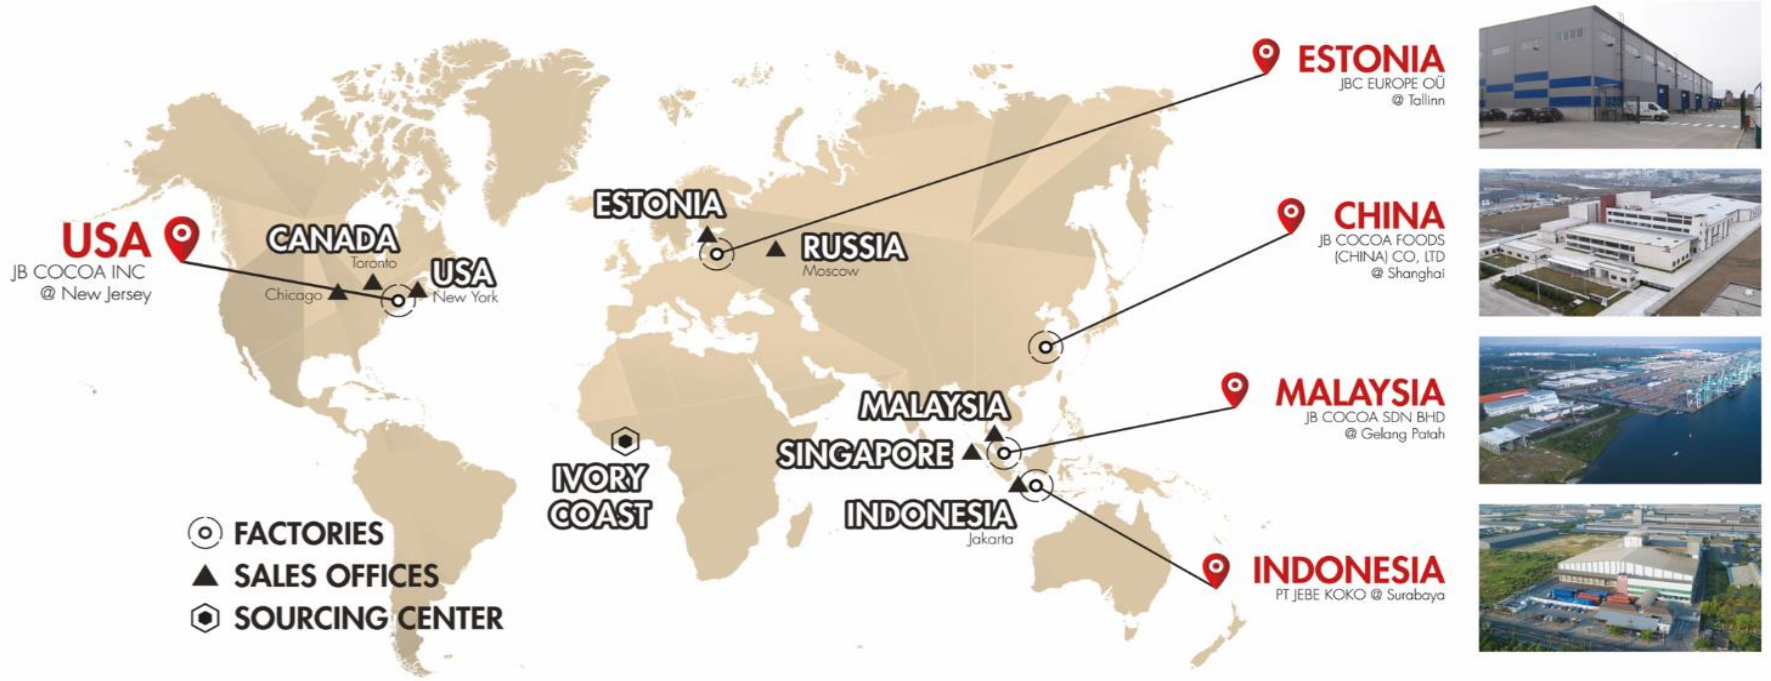 USA
JB COCOA INC
@ New Jersey
CANADA
Toronto
Chicago
USA
New York
ESTONIA
RUSSIA
Moscow
IVORY
COAST
MALAYSIA
SINGAPORE
INDONESIA
Jakarta
ESTONIA
JBC EUROPE OÜ
@ Tallinn
CHINA
JB COCOA FOODS
(CHINA) CO, LTD
@ Shanghai
MALAYSIA
JB COCOA SDN BHD
@ Gelang Patah
INDONESIA
PT JEBE KOKO @ Surabaya
FACTORIES
SALES OFFICES
SOURCING CENTER